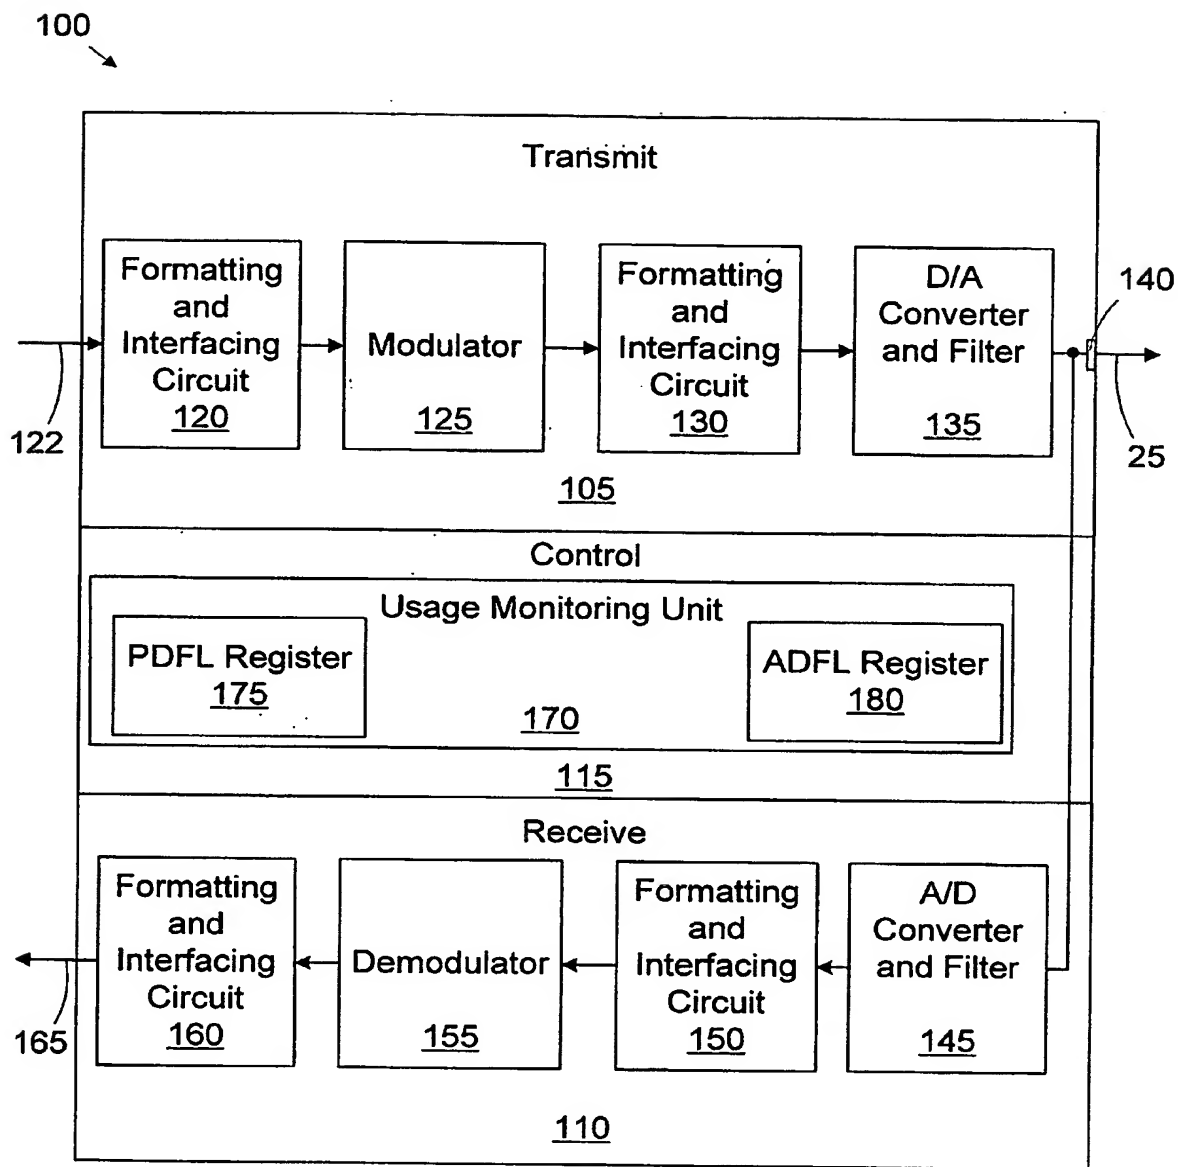 100
Transmit
Formatting
and
Interfacing
Circuit
120
Modulator
125
Formatting
and
Interfacing
Circuit
130
D/A
Converter
and Filter
135
140
122
25
105
Control
Usage Monitoring Unit
PDFL Register
175
170
ADFL Register
180
115
Receive
Formatting
and
Interfacing
Circuit
160
Demodulator
155
Formatting
and
Interfacing
Circuit
150
A/D
Converter
and Filter
145
165
110